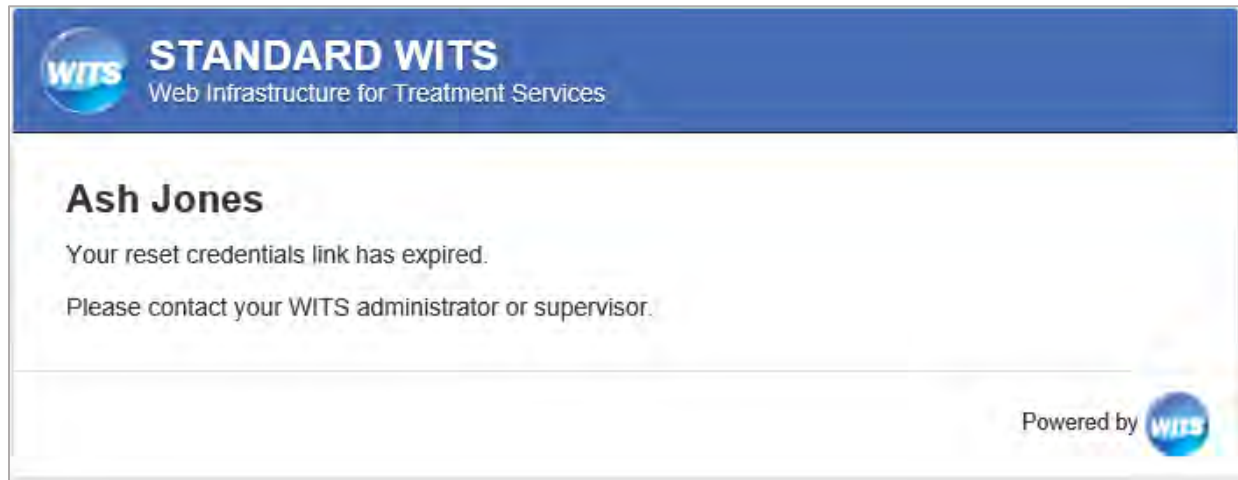 WITS
STANDARD WITS
Web Infrastructure for Treatment Services
Ash Jones
Your reset credentials link has expired.
Please contact your WITS administrator or supervisor.
Powered by WITS